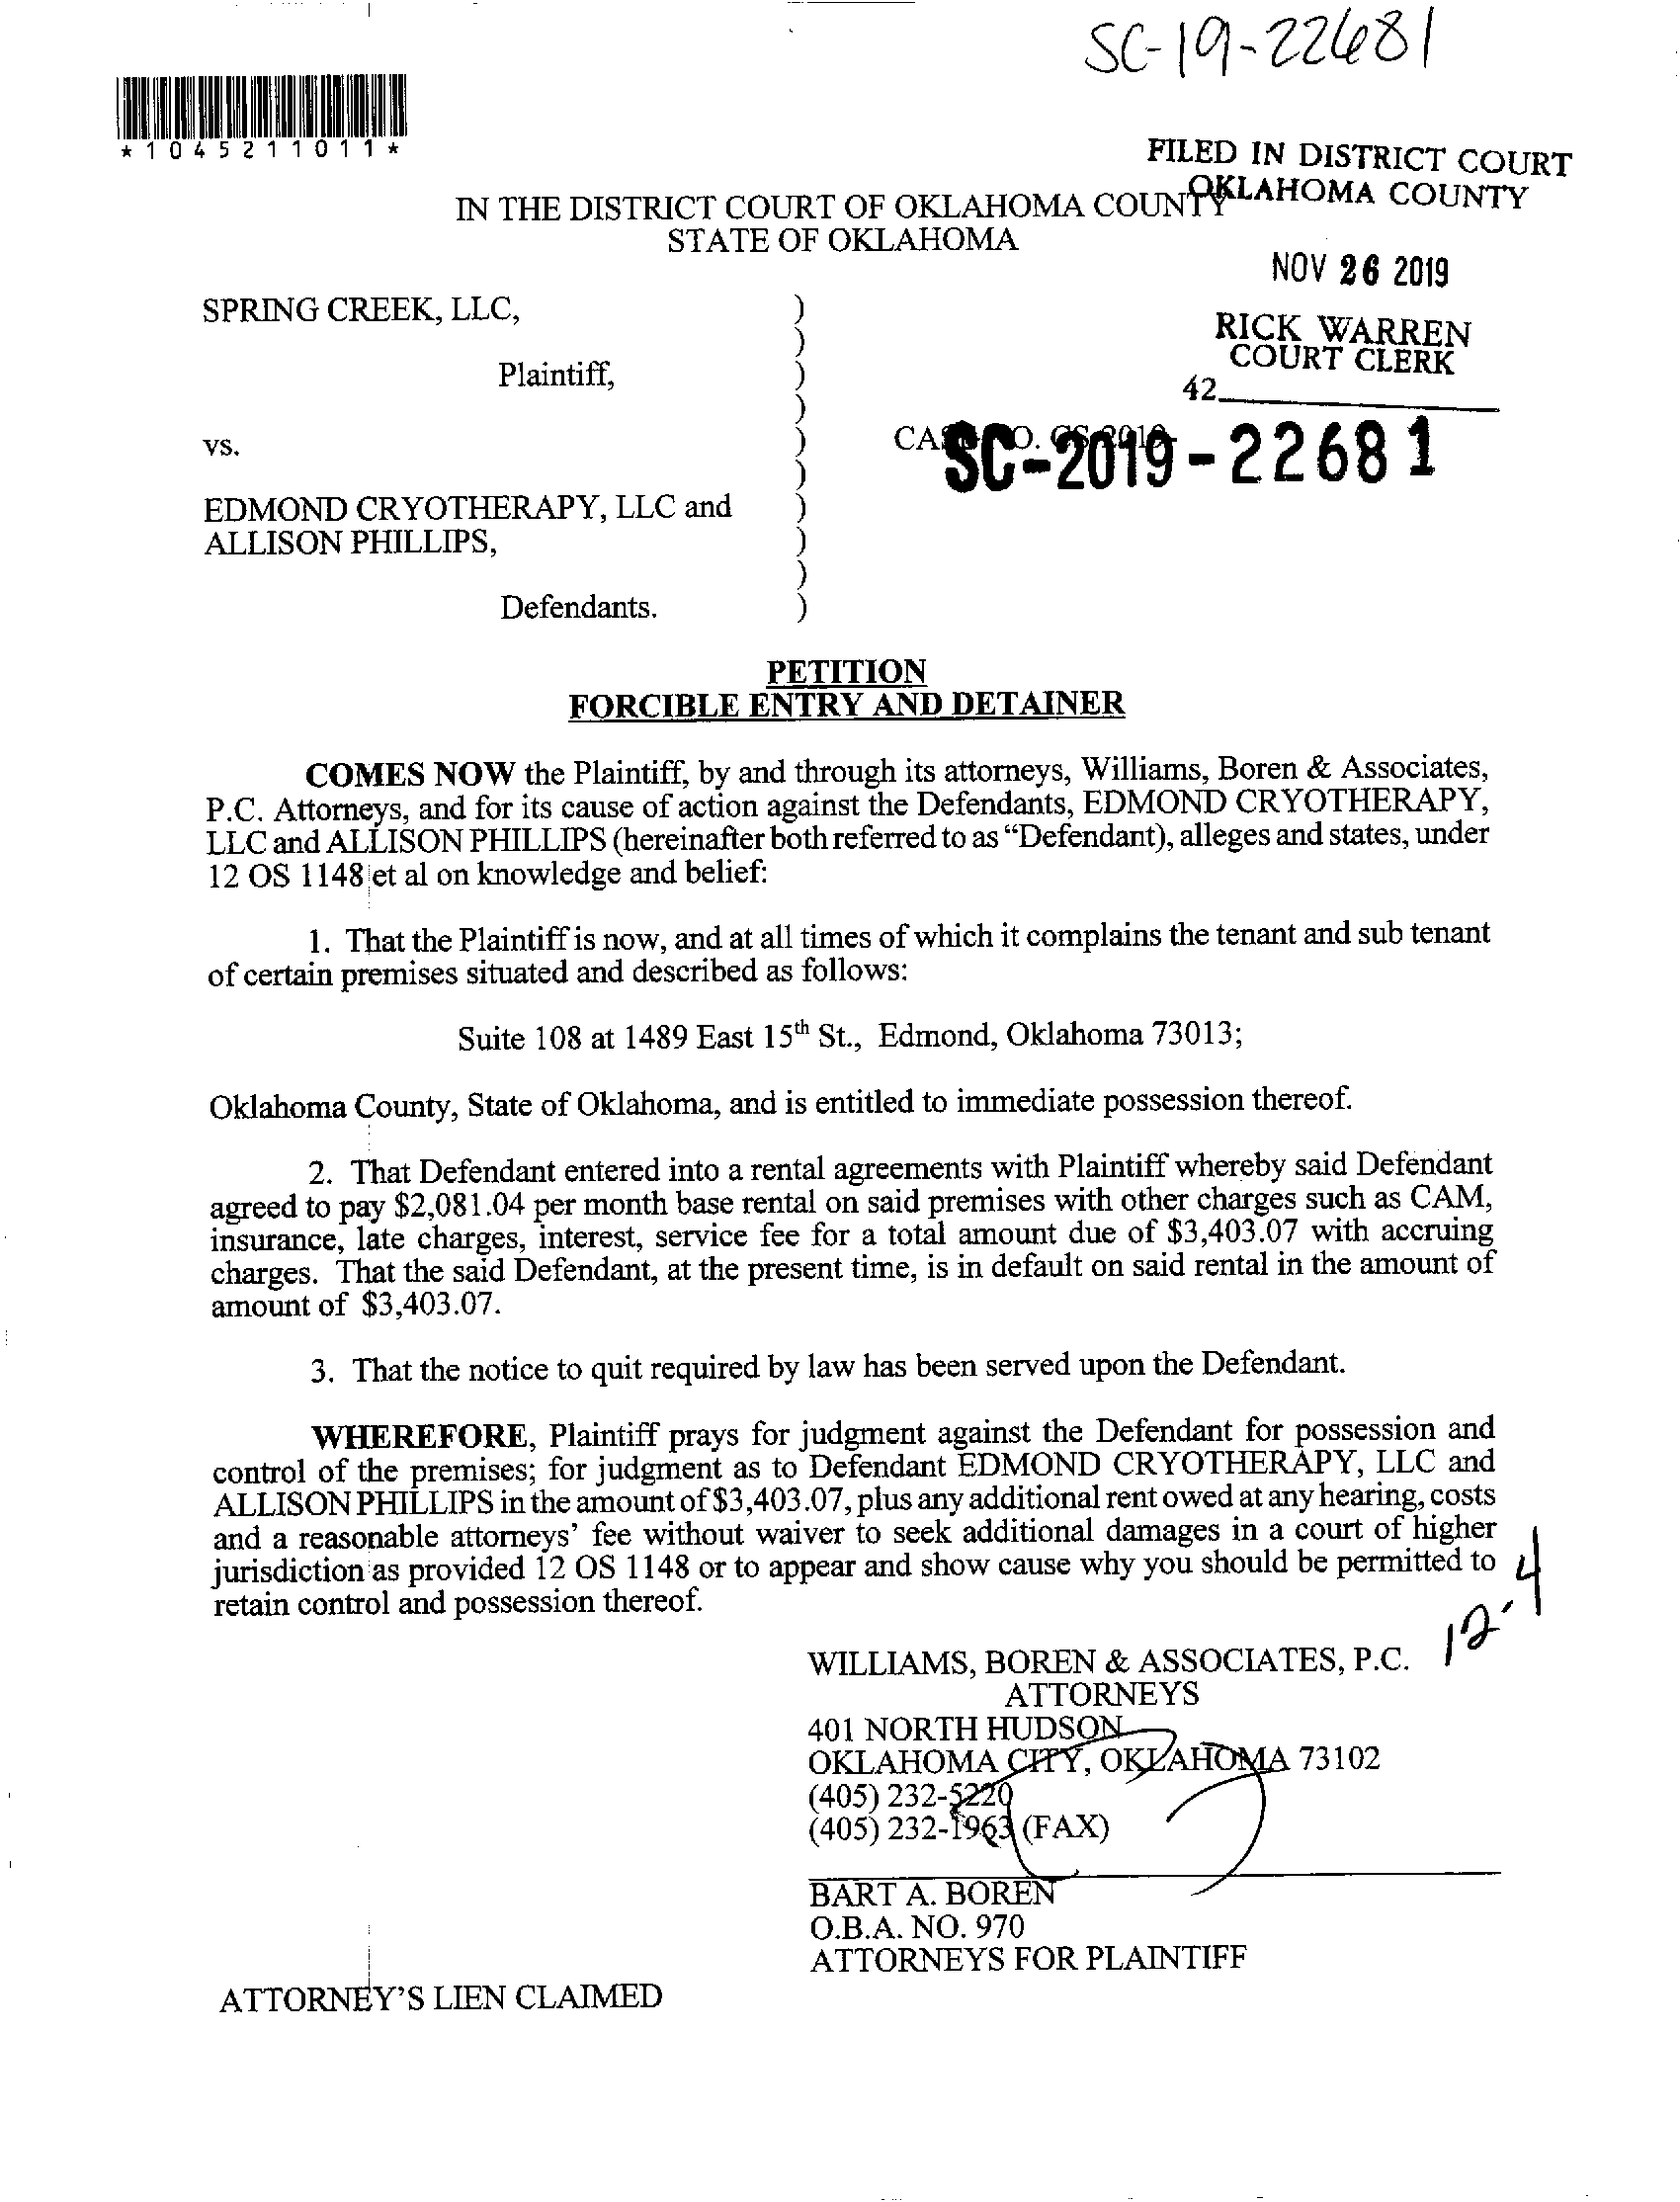 SC-19-22681
*1045211011*
FILED IN DISTRICT COURT
OKLAHOMA COUNTY
IN THE DISTRICT COURT OF OKLAHOMA COUNTY
STATE OF OKLAHOMA
NOV 26 2019
SPRING CREEK, LLC,
RICK WARREN
COURT CLERK
Plaintiff,
42
vs.
SC-2019-22681
EDMOND CRYOTHERAPY, LLC and
ALLISON PHILLIPS,
Defendants.
PETITION
FORCIBLE ENTRY AND DETAINER
COMES NOW the Plaintiff, by and through its attorneys, Williams, Boren & Associates,
P.C. Attorneys, and for its cause of action against the Defendants, EDMOND CRYOTHERAPY,
LLC and ALLISON PHILLIPS (hereinafter both referred to as “Defendant), alleges and states, under
12 OS 1148 et al on knowledge and belief:
1. That the Plaintiff is now, and at all times of which it complains the tenant and sub tenant
of certain premises situated and described as follows:
Suite 108 at 1489 East 15th St., Edmond, Oklahoma 73013;
Oklahoma County, State of Oklahoma, and is entitled to immediate possession thereof.
2. That Defendant entered into a rental agreements with Plaintiff whereby said Defendant
agreed to pay $2,081.04 per month base rental on said premises with other charges such as CAM,
insurance, late charges, interest, service fee for a total amount due of $3,403.07 with accruing
charges. That the said Defendant, at the present time, is in default on said rental in the amount of
amount of $3,403.07.
3. That the notice to quit required by law has been served upon the Defendant.
WHEREFORE, Plaintiff prays for judgment against the Defendant for possession and
control of the premises; for judgment as to Defendant EDMOND CRYOTHERAPY, LLC and
ALLISON PHILLIPS in the amount of $3,403.07, plus any additional rent owed at any hearing, costs
and a reasonable attorneys’ fee without waiver to seek additional damages in a court of higher
jurisdiction as provided 12 OS 1148 or to appear and show cause why you should be permitted to
retain control and possession thereof.
12-4
WILLIAMS, BOREN & ASSOCIATES, P.C.
ATTORNEYS
401 NORTH HUDSON
OKLAHOMA CITY, OKLAHOMA 73102
(405) 232-5220
(405) 232-1963 (FAX)
BART A. BOREN
O.B.A. NO. 970
ATTORNEYS FOR PLAINTIFF
ATTORNEY’S LIEN CLAIMED